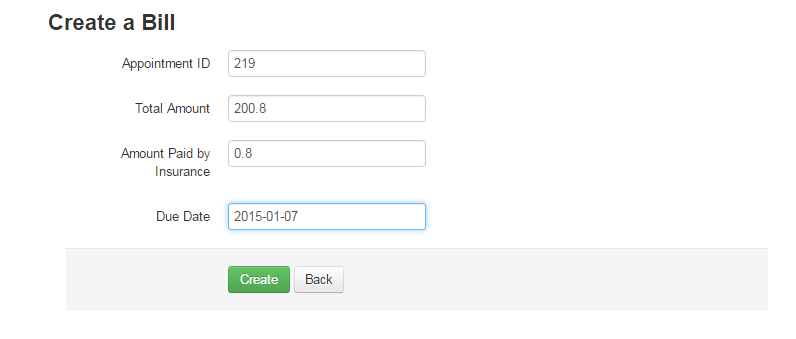 Create a Bill
Appointment ID 219
Total Amount 200.8
Amount Paid by 0.8
Insurance
Due Date 2015-01-07
Create Back